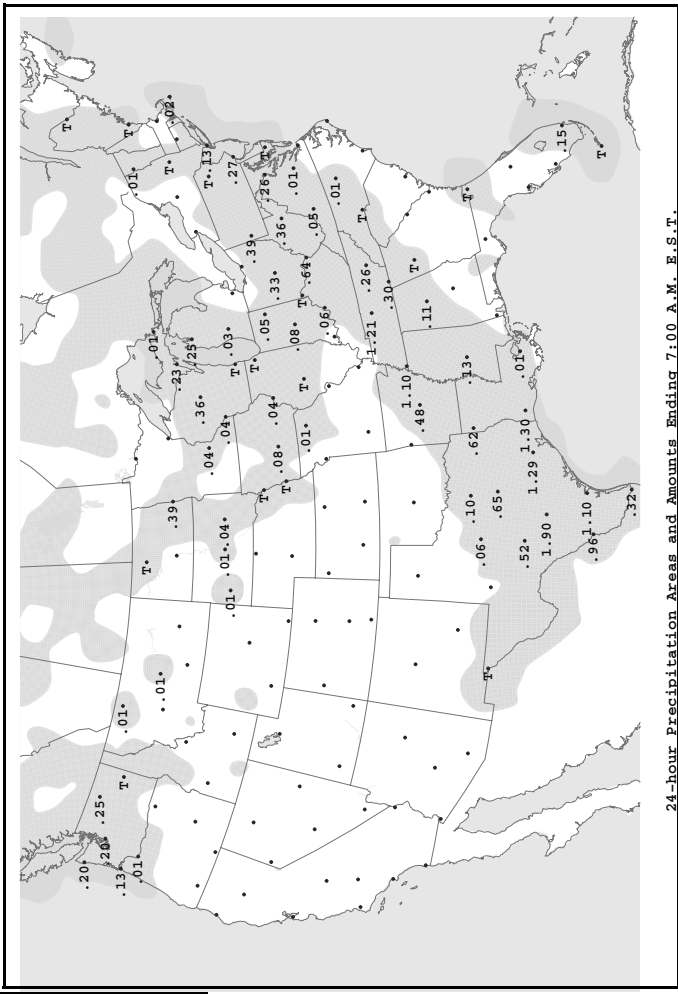 T
.20
.25
.20
.13
.01
T
T
.01
.01
T
.01
.01
.02
T
.39
.23
.25
.36
.13
T
.04
.01
.04
.04
.03
.01
.27
T
.39
T
T
.05
.26
T
.04
.33
.08
.36
T
.08
.01
T
T
.01
.64
.05
.06
.01
T
1.21
.26
.30
1.10
T
.48
.11
.13
T
.10
.62
.06
T
.65
.01
.52
1.30
1.29
1.90
.15
.96
1.10
T
.32
24-hour Precipitation Areas and Amounts Ending 7:00 A.M. E.S.T.